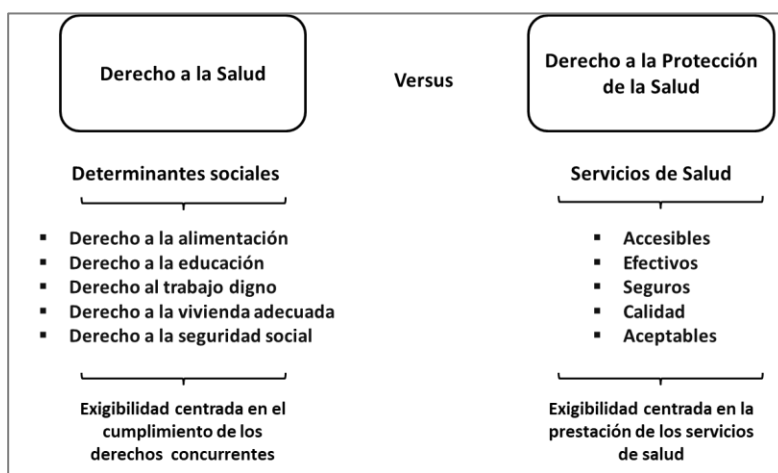 Derecho a la Salud
Versus
Derecho a la Protección
de la Salud
Determinantes sociales
▪ Derecho a la alimentación
▪ Derecho a la educación
▪ Derecho al trabajo digno
▪ Derecho a la vivienda adecuada
▪ Derecho a la seguridad social
Exigibilidad centrada en el
cumplimiento de los
derechos concurrentes
Servicios de Salud
▪ Accesibles
▪ Efectivos
▪ Seguros
▪ Calidad
▪ Aceptables
Exigibilidad centrada en la
prestación de los servicios
de salud